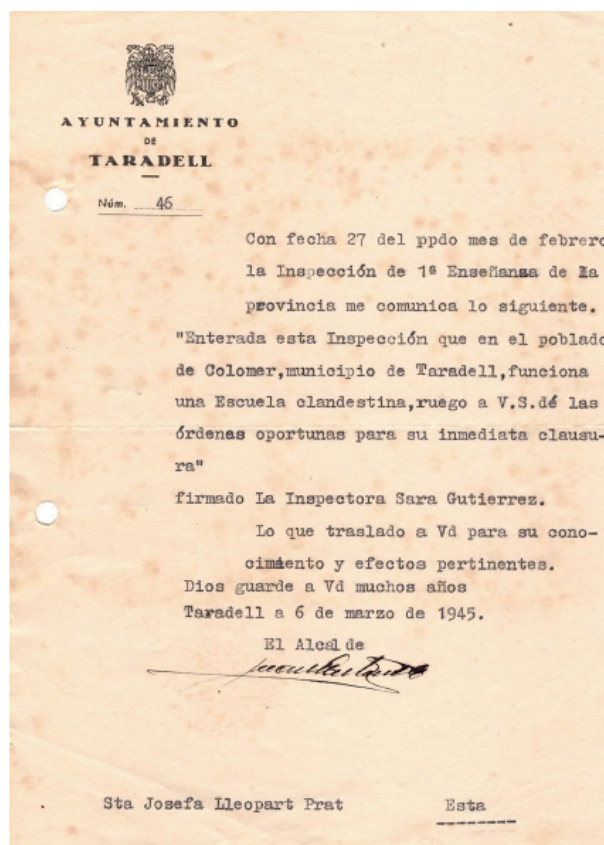 AYUNTAMIENTO
DE
TARADELL
Núm. 46
Con fecha 27 del ppdo mes de febrero
la Inspección de 1ª Enseñanza de la
provincia me comunica lo siguiente.
"Enterada esta Inspección que en el poblado
de Colomer,municipio de Taradell,funciona
una Escuela clandestina,ruego a V.S.dé las
órdenes oportunas para su inmediata clausu-
ra"
firmado La Inspectora Sara Gutierrez.
Lo que traslado a Vd para su cono-
cimiento y efectos pertinentes.
Dios guarde a Vd muchos años
Taradell a 6 de marzo de 1945.
El Alcalde
Sta Josefa Lleopart Prat Esta